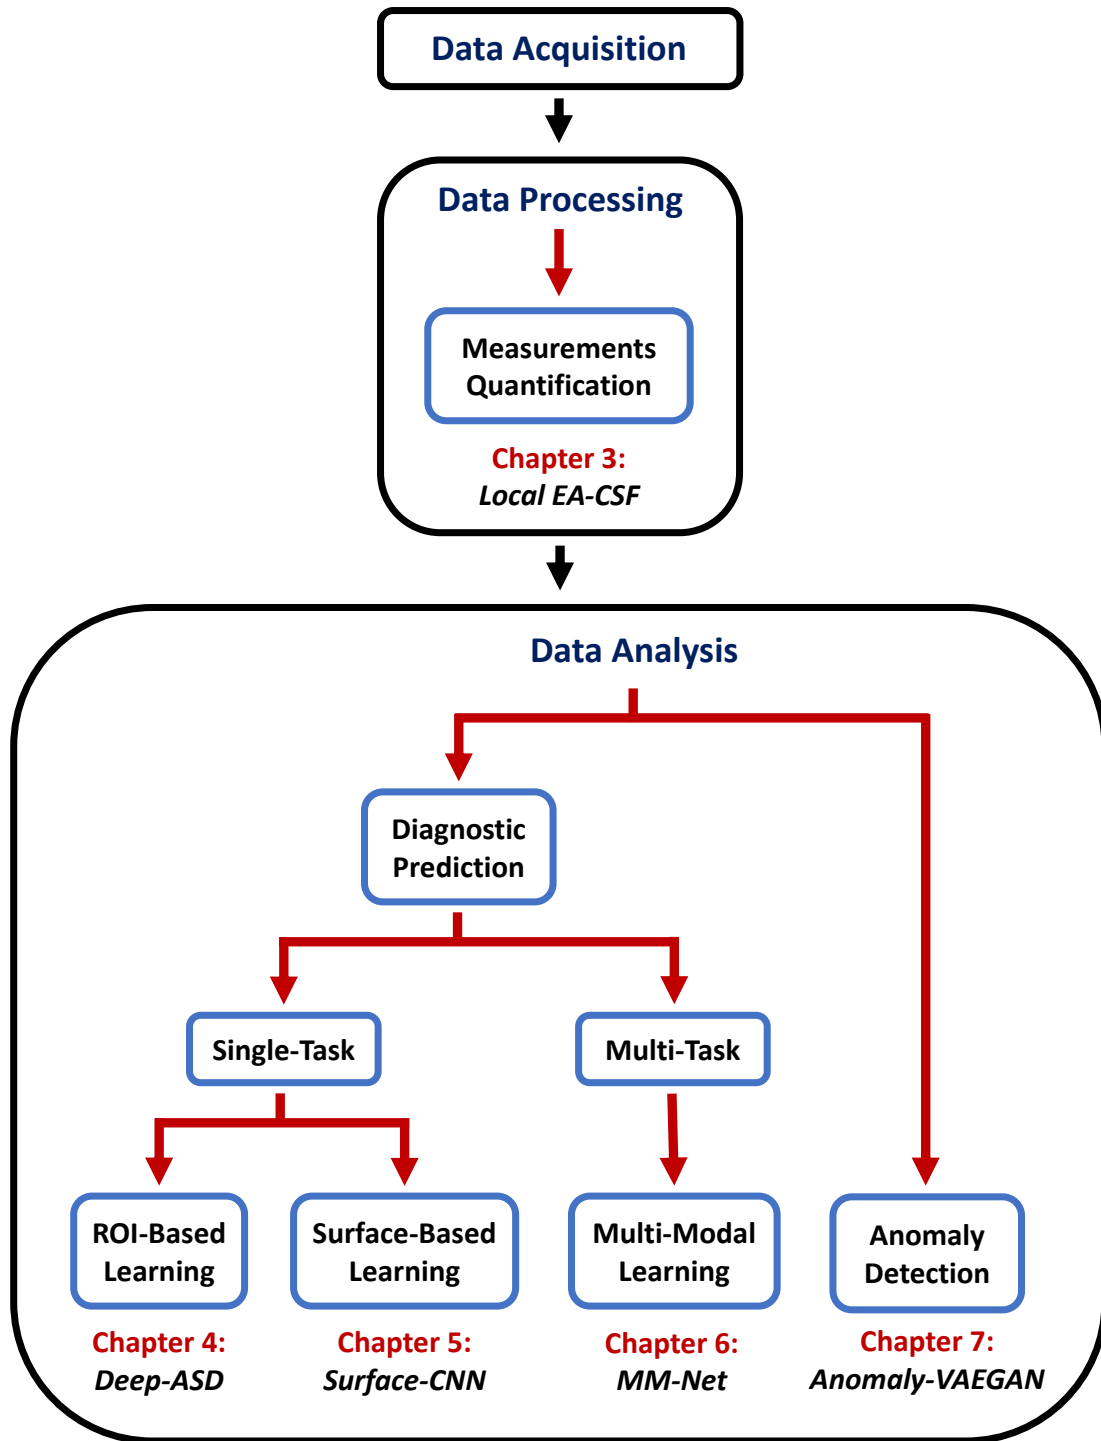 Data Acquisition
Data Processing
Measurements
Quantification
Chapter 3:
Local EA-CSF
Data Analysis
Diagnostic
Prediction
Single-Task
Multi-Task
ROI-Based
Learning
Surface-Based
Learning
Multi-Modal
Learning
Anomaly
Detection
Chapter 4:
Deep-ASD
Chapter 5:
Surface-CNN
Chapter 6:
MM-Net
Chapter 7:
Anomaly-VAEGAN